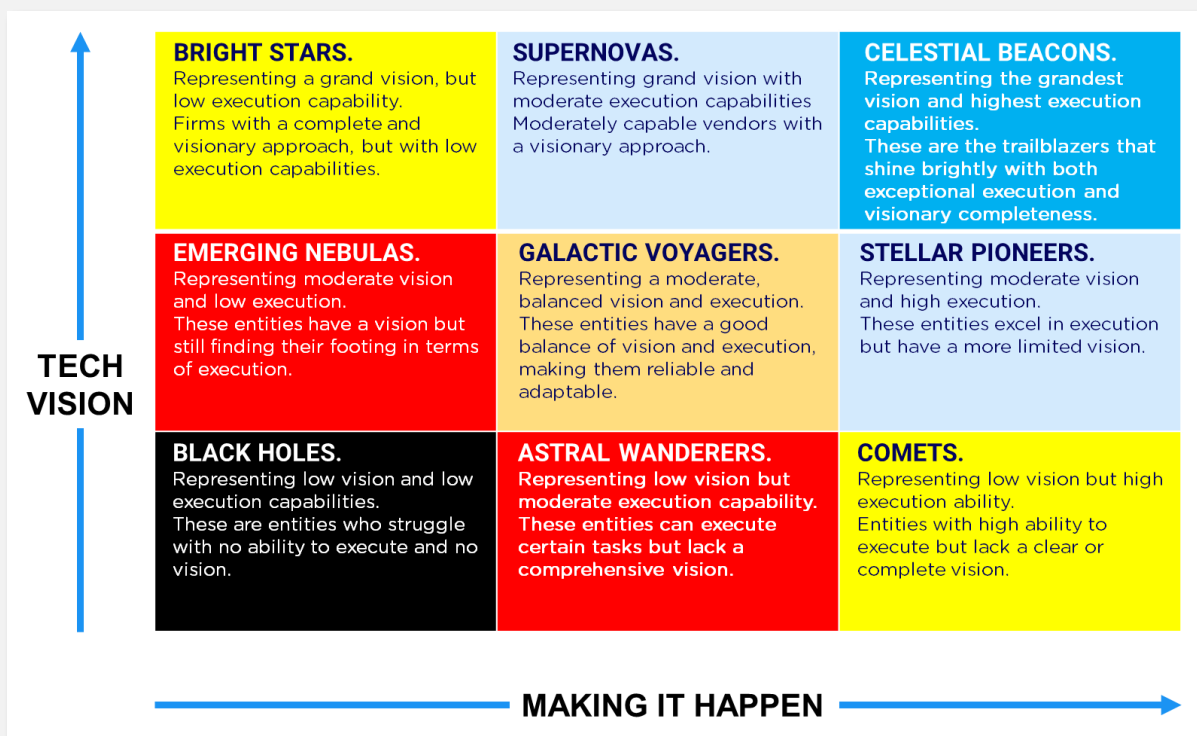 BRIGHT STARS.
Representing a grand vision, but
low execution capability.
Firms with a complete and
visionary approach, but with low
execution capabilities.
SUPERNOVAS.
Representing grand vision with
moderate execution capabilities
Moderately capable vendors with
a visionary approach.
CELESTIAL BEACONS.
Representing the grandest
vision and highest execution
capabilities.
These are the trailblazers that
shine brightly with both
exceptional execution and
visionary completeness.
TECH
VISION
EMERGING NEBULAS.
Representing moderate vision
and low execution.
These entities have a vision but
still finding their footing in terms
of execution.
GALACTIC VOYAGERS.
Representing a moderate,
balanced vision and execution.
These entities have a good
balance of vision and execution,
making them reliable and
adaptable.
STELLAR PIONEERS.
Representing moderate vision
and high execution.
These entities excel in execution
but have a more limited vision.
BLACK HOLES.
Representing low vision and low
execution capabilities.
These are entities who struggle
with no ability to execute and no
vision.
ASTRAL WANDERERS.
Representing low vision but
moderate execution capability.
These entities can execute
certain tasks but lack a
comprehensive vision.
COMETS.
Representing low vision but high
execution ability.
Entities with high ability to
execute but lack a clear or
complete vision.
MAKING IT HAPPEN